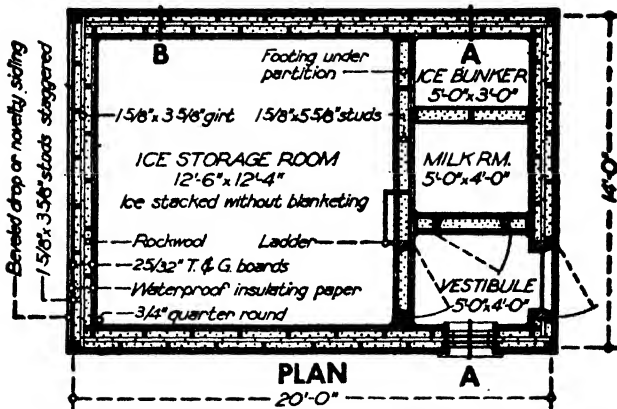 B
A
Footing under
partition
ICE BUNKER
5'-0"x3'-0"
1 5/8" x 3 5/8" girt
1 5/8"x5 5/8" studs
ICE STORAGE ROOM
12'-6" x 12'-4"
Ice stacked without blanketing
MILK RM.
5'-0"x4'-0"
Rockwool
Ladder
25/32" T. & G. boards
Waterproof insulating paper
3/4" quarter round
VESTIBULE
5'-0"x4'-0"
Beveled drop or novelty siding
1 5/8" x 3 5/8" studs staggered
14'-0"
PLAN
A
20'-0"